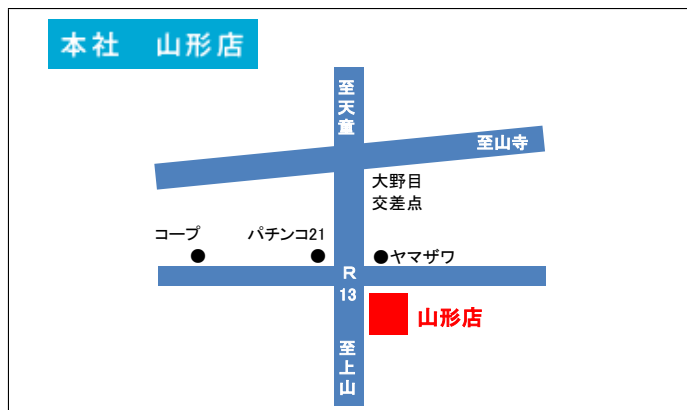 本社　山形店
至天童
至山寺
大野目
交差点
コープ
パチンコ21
ヤマザワ
R
13
山形店
至上山